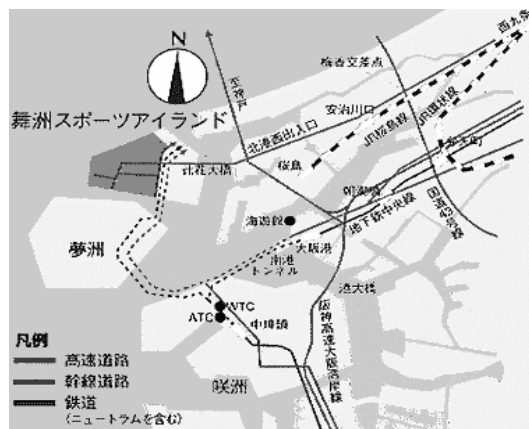 N
西九条
梅香交差点
至神戸
安治川口
JR桜島線
JR環状線
舞洲スポーツアイランド
北港西出入口
桜島
此花大橋
弁天町
朝潮橋
国道43号線
地下鉄中央線
海遊館
大阪港
夢洲
南港
トンネル
港大橋
WTC
ATC
中埠頭
阪神高速大阪湾岸線
咲洲
凡例
高速道路
幹線道路
鉄道
(ニュートラムを含む)